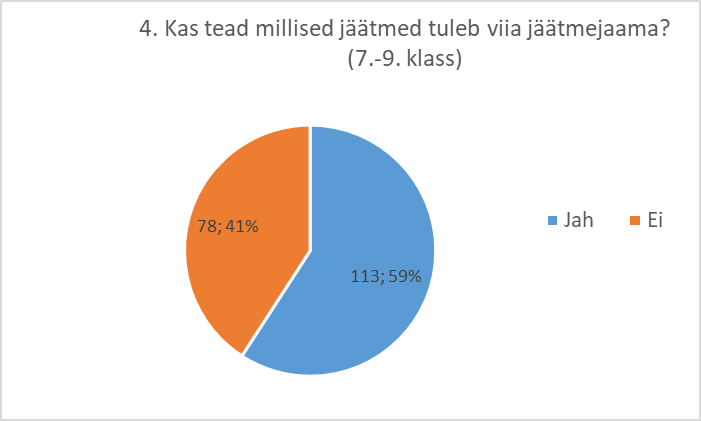 4. Kas tead millised jäätmed tuleb viia jäätmejaama?
(7.-9. klass)
78; 41%
113; 59%
Jah
Ei